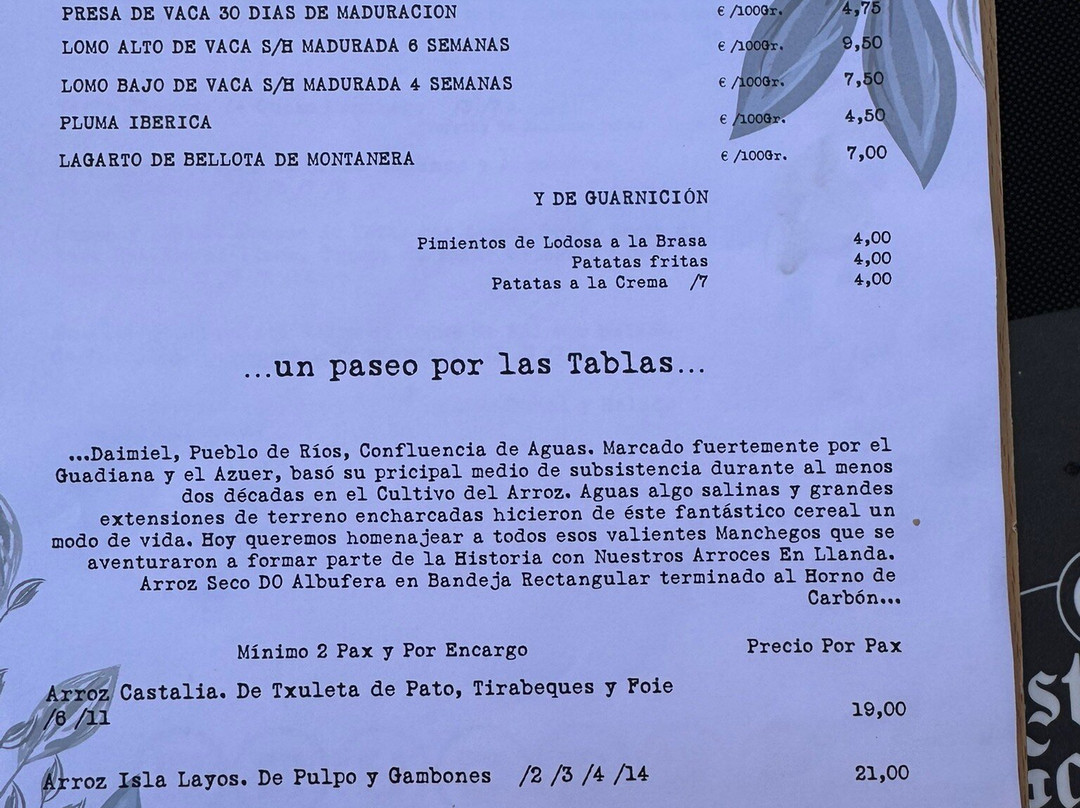 PRESA DE VACA 30 DIAS DE MADURACION € /100Gr. 4,75
LOMO ALTO DE VACA S/H MADURADA 6 SEMANAS € /100Gr. 9,50
LOMO BAJO DE VACA S/H MADURADA 4 SEMANAS € /100Gr. 7,50
PLUMA IBERICA € /100Gr. 4,50
LAGARTO DE BELLOTA DE MONTANERA € /100Gr. 7,00
Y DE GUARNICIÓN
Pimientos de Lodosa a la Brasa 4,00
Patatas fritas 4,00
Patatas a la Crema /7 4,00
...un paseo por las Tablas...
...Daimiel, Pueblo de Ríos, Confluencia de Aguas. Marcado fuertemente por el
Guadiana y el Azuer, basó su pricipal medio de subsistencia durante al menos
dos décadas en el Cultivo del Arroz. Aguas algo salinas y grandes
extensiones de terreno encharcadas hicieron de éste fantástico cereal un
modo de vida. Hoy queremos homenajear a todos esos valientes Manchegos que se
aventuraron a formar parte de la Historia con Nuestros Arroces En Llanda.
Arroz Seco DO Albufera en Bandeja Rectangular terminado al Horno de
Carbón...
Mínimo 2 Pax y Por Encargo Precio Por Pax
Arroz Castalia. De Txuleta de Pato, Tirabeques y Foie
/6 /11 19,00
Arroz Isla Layos. De Pulpo y Gambones /2 /3 /4 /14 21,00